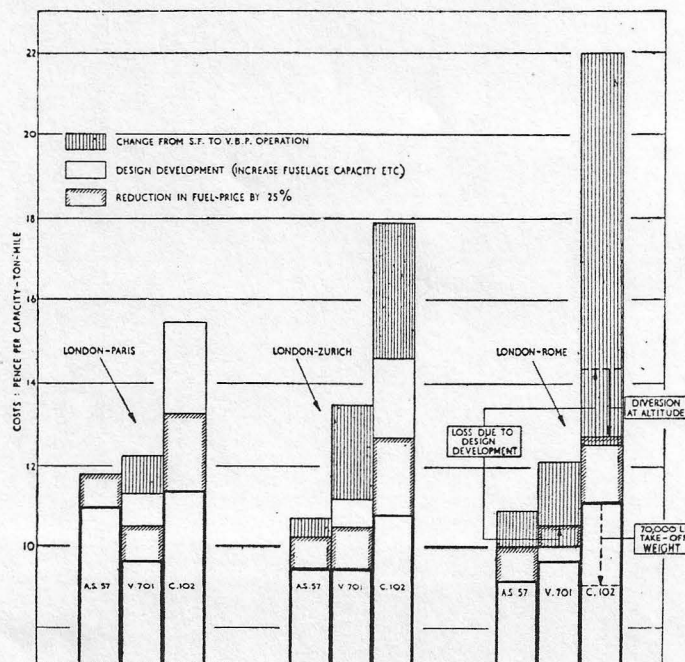 22
20
18
16
14
12
10
COSTS : PENCE PER CAPACITY-TON-MILE
CHANGE FROM S.F. TO V.B.P. OPERATION
DESIGN DEVELOPMENT (INCREASE FUSELAGE CAPACITY ETC)
REDUCTION IN FUEL-PRICE BY 25%
LONDON-PARIS
LONDON-ZURICH
LONDON-ROME
LOSS DUE TO
DESIGN
DEVELOPMENT
DIVERSION
AT ALTITUDE
70,000 L
TAKE-OFF
WEIGHT
A.S. 57
V. 701
C. 102
A.S. 57
V. 701
C. 102
A.S. 57
V. 701
C. 102